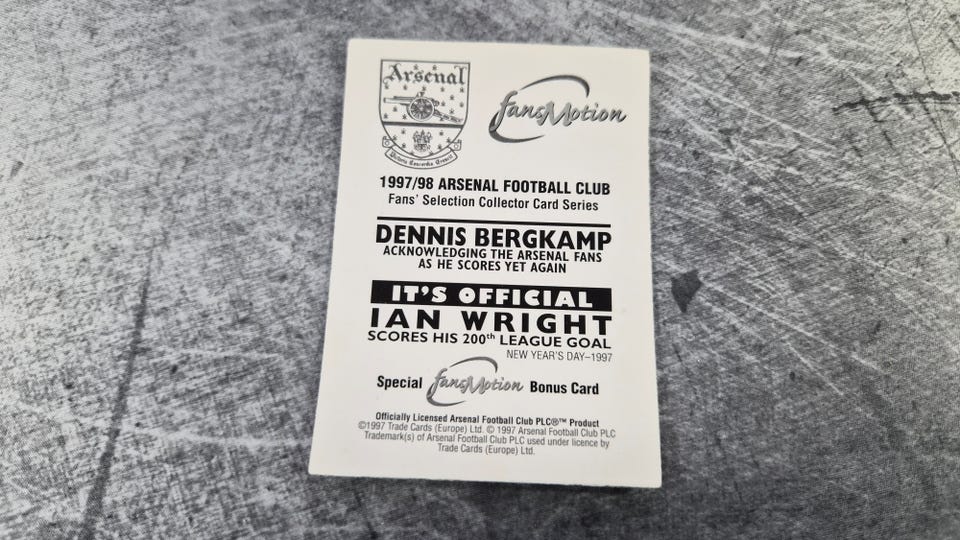 Arsenal
Victoria Concordia Crescit
fansMotion
1997/98 ARSENAL FOOTBALL CLUB
Fans' Selection Collector Card Series
DENNIS BERGKAMP
ACKNOWLEDGING THE ARSENAL FANS
AS HE SCORES YET AGAIN
IT'S OFFICIAL
IAN WRIGHT
SCORES HIS 200th LEAGUE GOAL
NEW YEAR'S DAY–1997
Special fansMotion Bonus Card
Officially Licensed Arsenal Football Club PLC®™ Product
©1997 Trade Cards (Europe) Ltd. © 1997 Arsenal Football Club PLC
Trademark(s) of Arsenal Football Club PLC used under licence by
Trade Cards (Europe) Ltd.